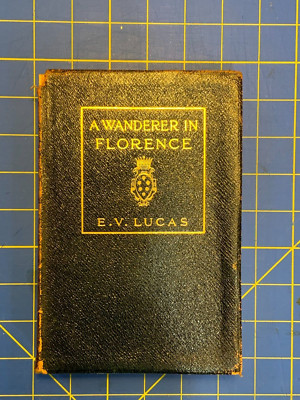 A WANDERER IN
FLORENCE
E. V. LUCAS